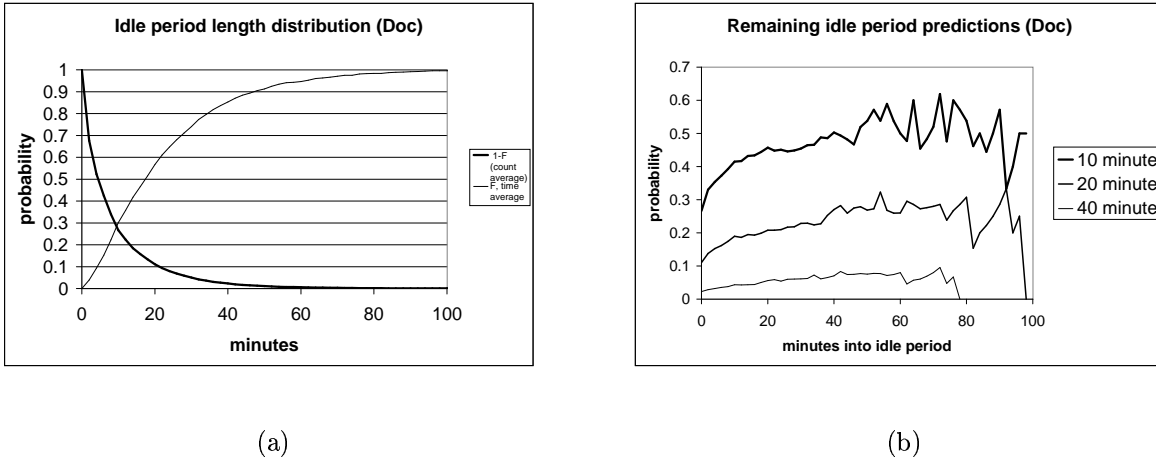 Idle period length distribution (Doc)
1
0.9
0.8
0.7
0.6
0.5
0.4
0.3
0.2
0.1
0
probability
0 20 40 60 80 100
minutes
1-F
(count
average)
F, time
average
(a)
Remaining idle period predictions (Doc)
0.7
0.6
0.5
0.4
0.3
0.2
0.1
0
probability
0 20 40 60 80 100
minutes into idle period
10 minute
20 minute
40 minute
(b)